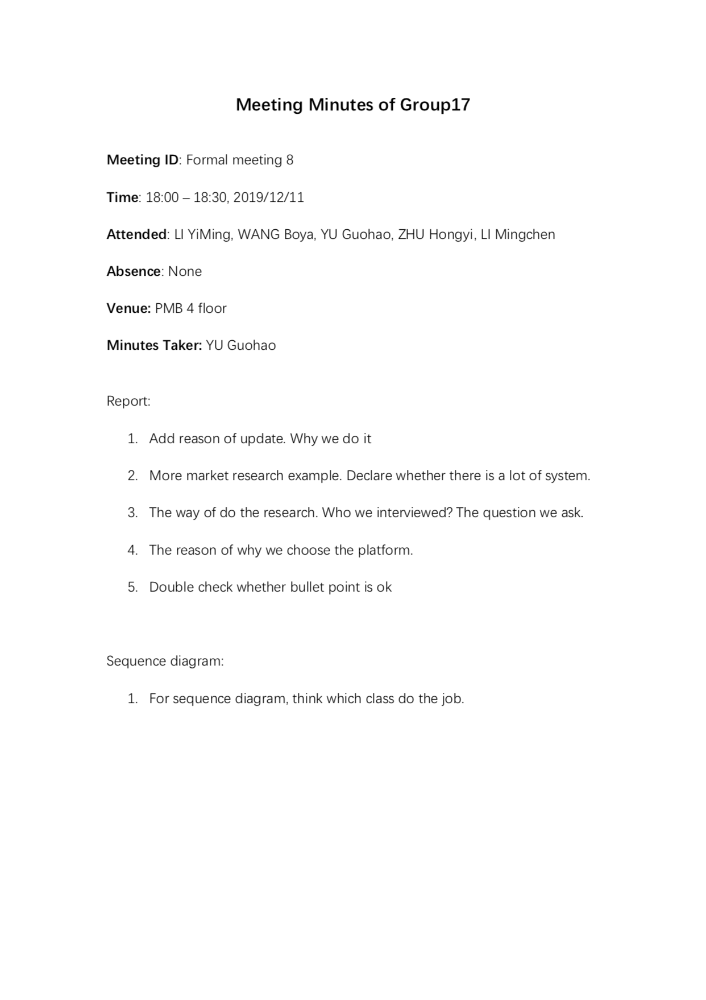 Meeting Minutes of Group17
Meeting ID: Formal meeting 8
Time: 18:00 – 18:30, 2019/12/11
Attended: LI YiMing, WANG Boya, YU Guohao, ZHU Hongyi, LI Mingchen
Absence: None
Venue: PMB 4 floor
Minutes Taker: YU Guohao
Report:
1. Add reason of update. Why we do it
2. More market research example. Declare whether there is a lot of system.
3. The way of do the research. Who we interviewed? The question we ask.
4. The reason of why we choose the platform.
5. Double check whether bullet point is ok
Sequence diagram:
1. For sequence diagram, think which class do the job.